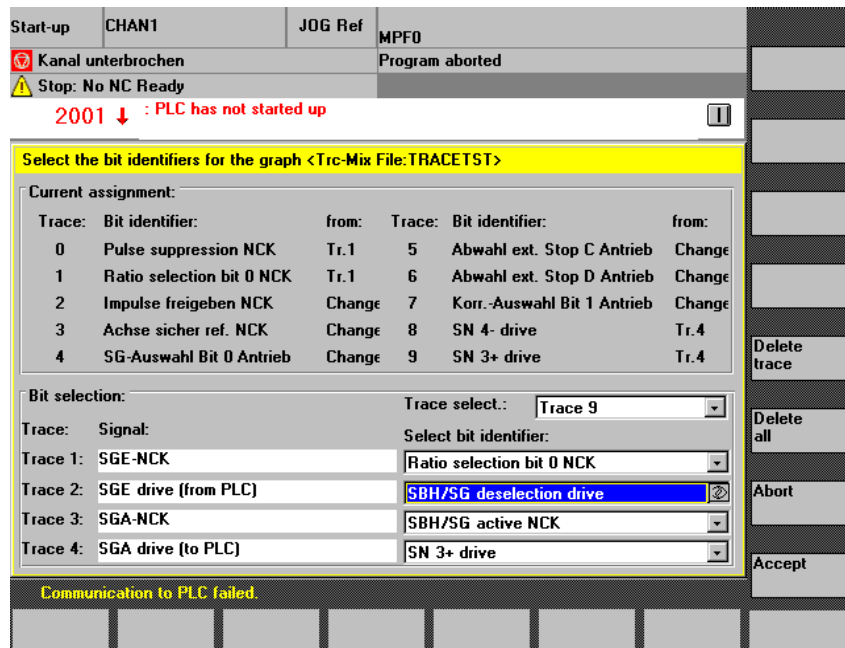 Start-up CHAN1 JOG Ref MPF0
Kanal unterbrochen Program aborted
Stop: No NC Ready
2001 ↓ : PLC has not started up
Select the bit identifiers for the graph <Trc-Mix File:TRACETST>
Current assignment:
Trace: Bit identifier: from: Trace: Bit identifier: from:
0 Pulse suppression NCK Tr.1 5 Abwahl ext. Stop C Antrieb Change
1 Ratio selection bit 0 NCK Tr.1 6 Abwahl ext. Stop D Antrieb Change
2 Impulse freigeben NCK Change 7 Korr.-Auswahl Bit 1 Antrieb Change
3 Achse sicher ref. NCK Change 8 SN 4- drive Tr.4
4 SG-Auswahl Bit 0 Antrieb Change 9 SN 3+ drive Tr.4
Bit selection:
Trace select.: Trace 9
Trace: Signal: Select bit identifier:
Trace 1: SGE-NCK Ratio selection bit 0 NCK
Trace 2: SGE drive (from PLC) SBH/SG deselection drive
Trace 3: SGA-NCK SBH/SG active NCK
Trace 4: SGA drive (to PLC) SN 3+ drive
Communication to PLC failed.
Delete
trace
Delete
all
Abort
Accept